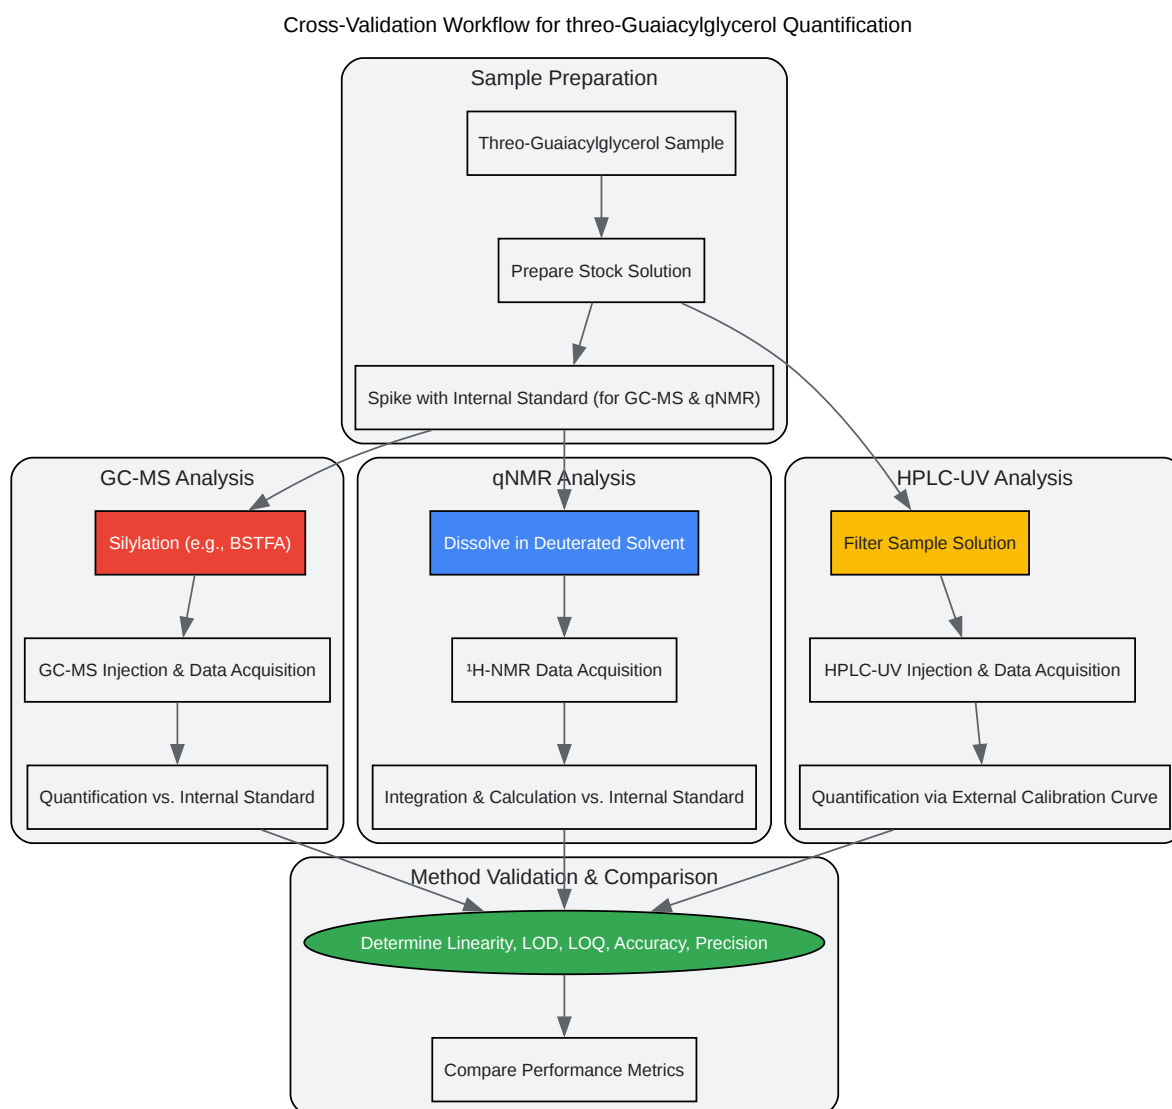 Cross-Validation Workflow for threo-Guaiacylglycerol Quantification
Sample Preparation
Threo-Guaiacylglycerol Sample
Prepare Stock Solution
Spike with Internal Standard (for GC-MS & qNMR)
GC-MS Analysis
Silylation (e.g., BSTFA)
GC-MS Injection & Data Acquisition
Quantification vs. Internal Standard
qNMR Analysis
Dissolve in Deuterated Solvent
¹H-NMR Data Acquisition
Integration & Calculation vs. Internal Standard
HPLC-UV Analysis
Filter Sample Solution
HPLC-UV Injection & Data Acquisition
Quantification via External Calibration Curve
Method Validation & Comparison
Determine Linearity, LOD, LOQ, Accuracy, Precision
Compare Performance Metrics